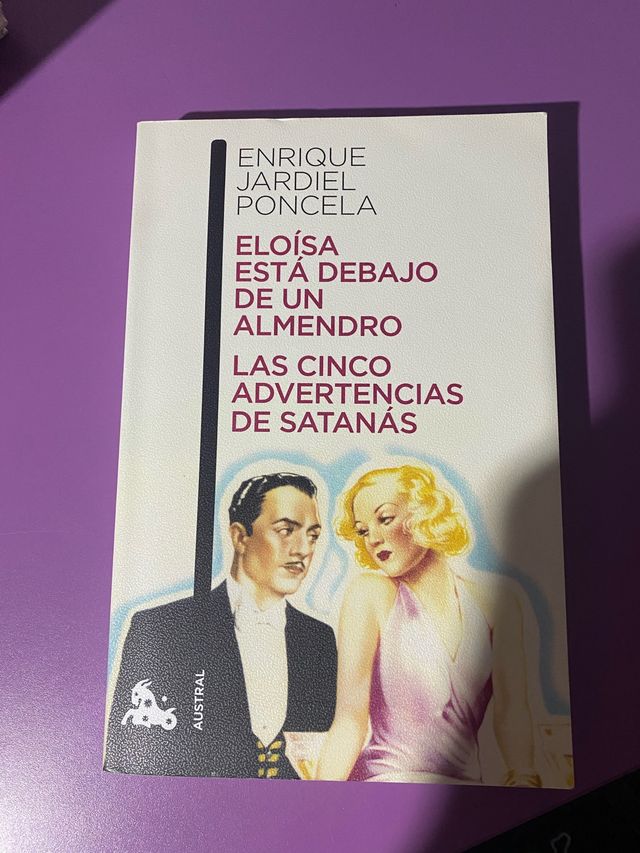 ENRIQUE
JARDIEL
PONCELA
ELOÍSA
ESTÁ DEBAJO
DE UN
ALMENDRO
LAS CINCO
ADVERTENCIAS
DE SATANÁS
AUSTRAL